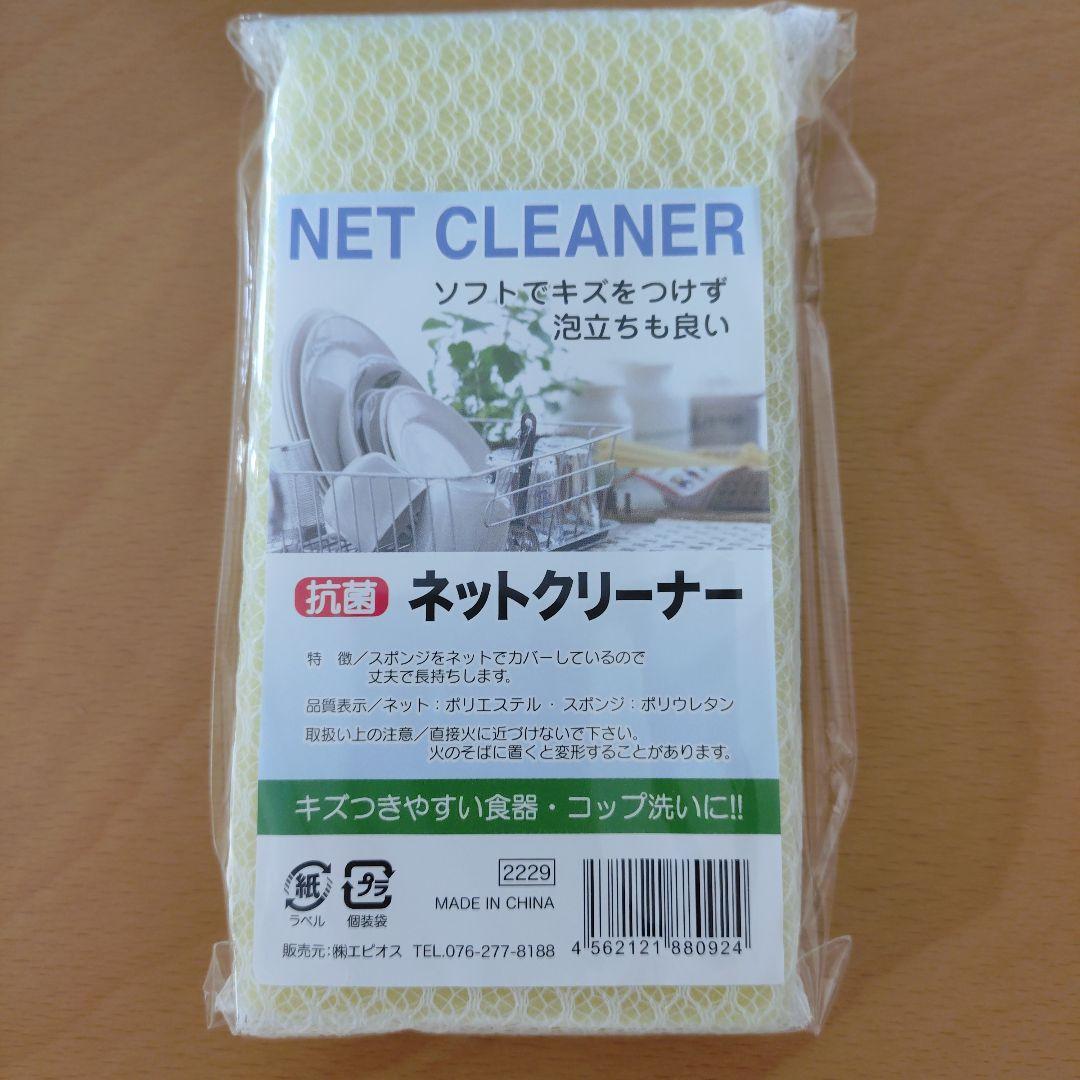 NET CLEANER
ソフトでキズをつけず
泡立ちも良い
抗菌 ネットクリーナー
特 徴／スポンジをネットでカバーしているので
丈夫で長持ちします。
品質表示／ネット：ポリエステル・スポンジ：ポリウレタン
取扱い上の注意／直接火に近づけないで下さい。
火のそばに置くと変形することがあります。
キズつきやすい食器・コップ洗いに!!
紙
ラベル
プラ
個装袋
2229
MADE IN CHINA
販売元：㈱エピオス TEL.076-277-8188
4 562121 880924